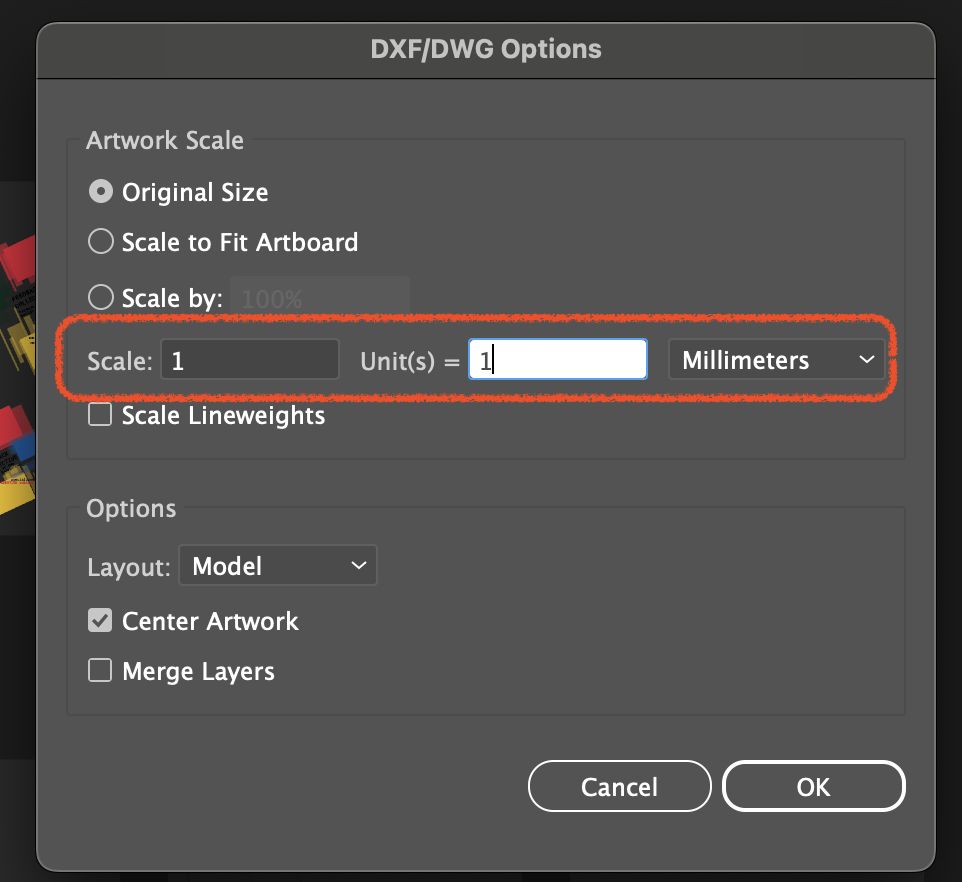 DXF/DWG Options
Artwork Scale
Original Size
Scale to Fit Artboard
Scale by: 100%
Scale: 1 Unit(s) = 1 Millimeters
Scale Lineweights
Options
Layout: Model
Center Artwork
Merge Layers
Cancel OK